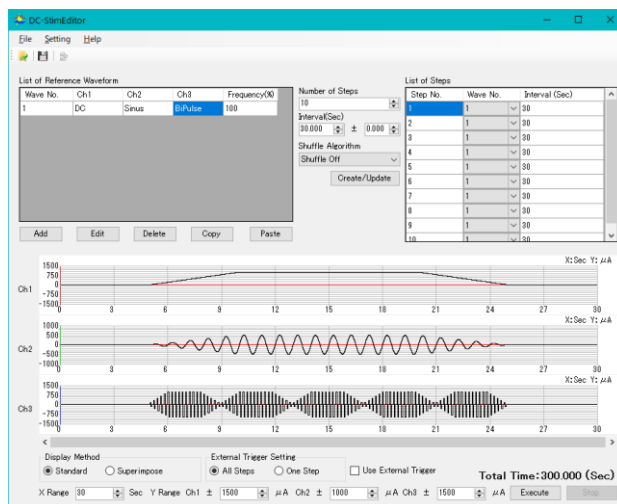 DC-StimEditor
File Setting Help
List of Reference Waveform
Wave No. Ch1 Ch2 Ch3 Frequency(%)
1 DC Sinus BiPulse 100
Add Edit Delete Copy Paste
Number of Steps
10
Interval(Sec)
30.000 ± 0.000
Shuffle Algorithm
Shuffle Off
Create/Update
List of Steps
Step No. Wave No. Interval (Sec)
1 1 30
2 1 30
3 1 30
4 1 30
5 1 30
6 1 30
7 1 30
8 1 30
9 1 30
10 1 30
X:Sec Y: μA
Ch1
1500
750
0
-750
-1500
0 3 6 9 12 15 18 21 24 27 30
X:Sec Y: μA
Ch2
1000
500
0
-500
-1000
0 3 6 9 12 15 18 21 24 27 30
X:Sec Y: μA
Ch3
1500
750
0
-750
-1500
0 3 6 9 12 15 18 21 24 27 30
Display Method
Standard Superimpose
External Trigger Setting
All Steps One Step
Use External Trigger
Total Time:300.000 (Sec)
X Range 30 Sec Y Range Ch1 ± 1500 μA Ch2 ± 1000 μA Ch3 ± 1500 μA Execute Stop